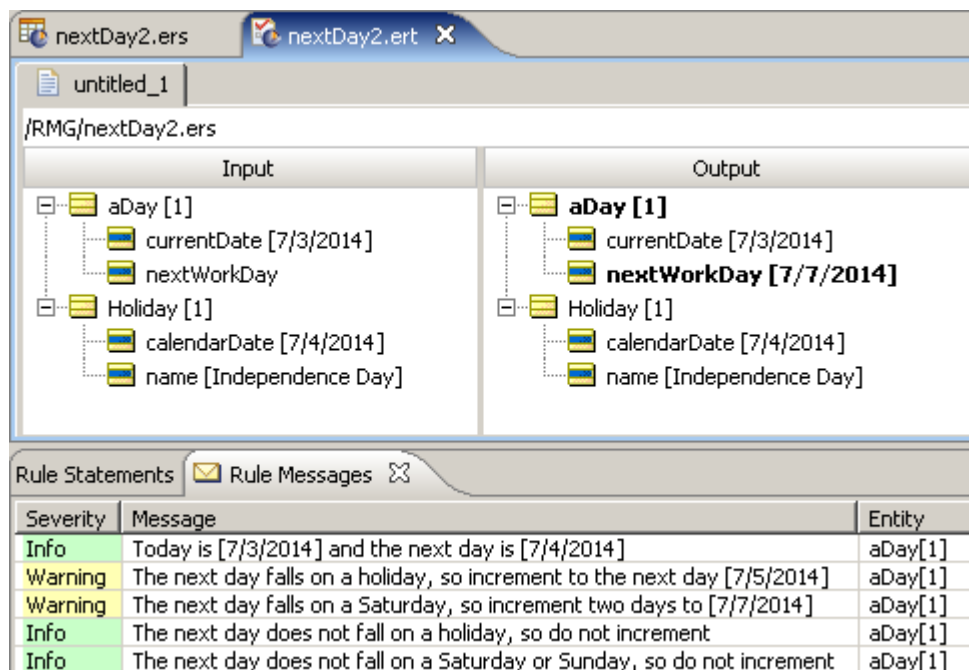 nextDay2.ers nextDay2.ert
untitled_1
/RMG/nextDay2.ers
Input Output
aDay [1] aDay [1]
currentDate [7/3/2014] currentDate [7/3/2014]
nextWorkDay nextWorkDay [7/7/2014]
Holiday [1] Holiday [1]
calendarDate [7/4/2014] calendarDate [7/4/2014]
name [Independence Day] name [Independence Day]
Rule Statements Rule Messages
Severity Message Entity
Info Today is [7/3/2014] and the next day is [7/4/2014] aDay[1]
Warning The next day falls on a holiday, so increment to the next day [7/5/2014] aDay[1]
Warning The next day falls on a Saturday, so increment two days to [7/7/2014] aDay[1]
Info The next day does not fall on a holiday, so do not increment aDay[1]
Info The next day does not fall on a Saturday or Sunday, so do not increment aDay[1]